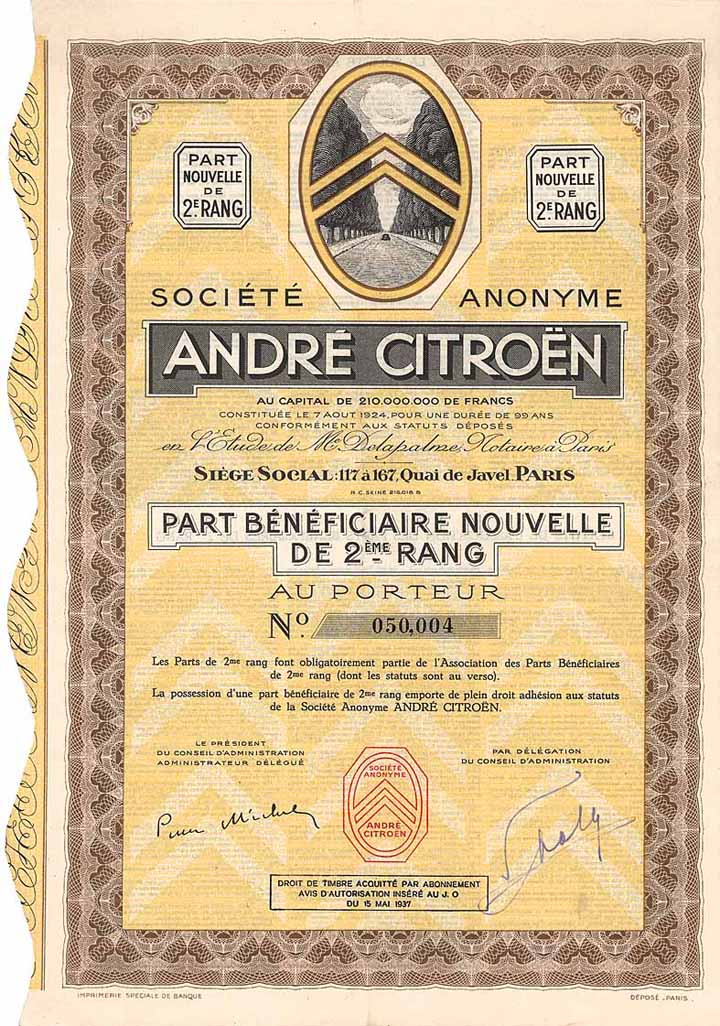 PART
NOUVELLE
DE
2E. RANG
PART
NOUVELLE
DE
2E. RANG
SOCIÉTÉ ANONYME
ANDRÉ CITROËN
AU CAPITAL DE 210.000.000 DE FRANCS
CONSTITUÉE LE 7 AOUT 1924, POUR UNE DURÉE DE 99 ANS
CONFORMÉMENT AUX STATUTS DÉPOSÉS
en l'Etude de Me Delapalme, Notaire à Paris
SIÈGE SOCIAL: 117 à 167, Quai de Javel. PARIS
R.C. SEINE 218.018 B
PART BÉNÉFICIAIRE NOUVELLE
DE 2ÈME RANG
AU PORTEUR
No. 050,004
Les Parts de 2me rang font obligatoirement partie de l'Association des Parts Bénéficiaires
de 2me rang (dont les statuts sont au verso).
La possession d'une part bénéficiaire de 2me rang emporte de plein droit adhésion aux statuts
de la Société Anonyme ANDRÉ CITROËN.
LE PRÉSIDENT
DU CONSEIL D'ADMINISTRATION
ADMINISTRATEUR DÉLÉGUÉ
PAR DÉLÉGATION
DU CONSEIL D'ADMINISTRATION
SOCIÉTÉ
ANONYME
ANDRÉ
CITROËN
DROIT DE TIMBRE ACQUITTÉ PAR ABONNEMENT
AVIS D'AUTORISATION INSÉRÉ AU J. O
DU 15 MAI 1937
IMPRIMERIE SPÉCIALE DE BANQUE
DÉPOSÉ _ PARIS.